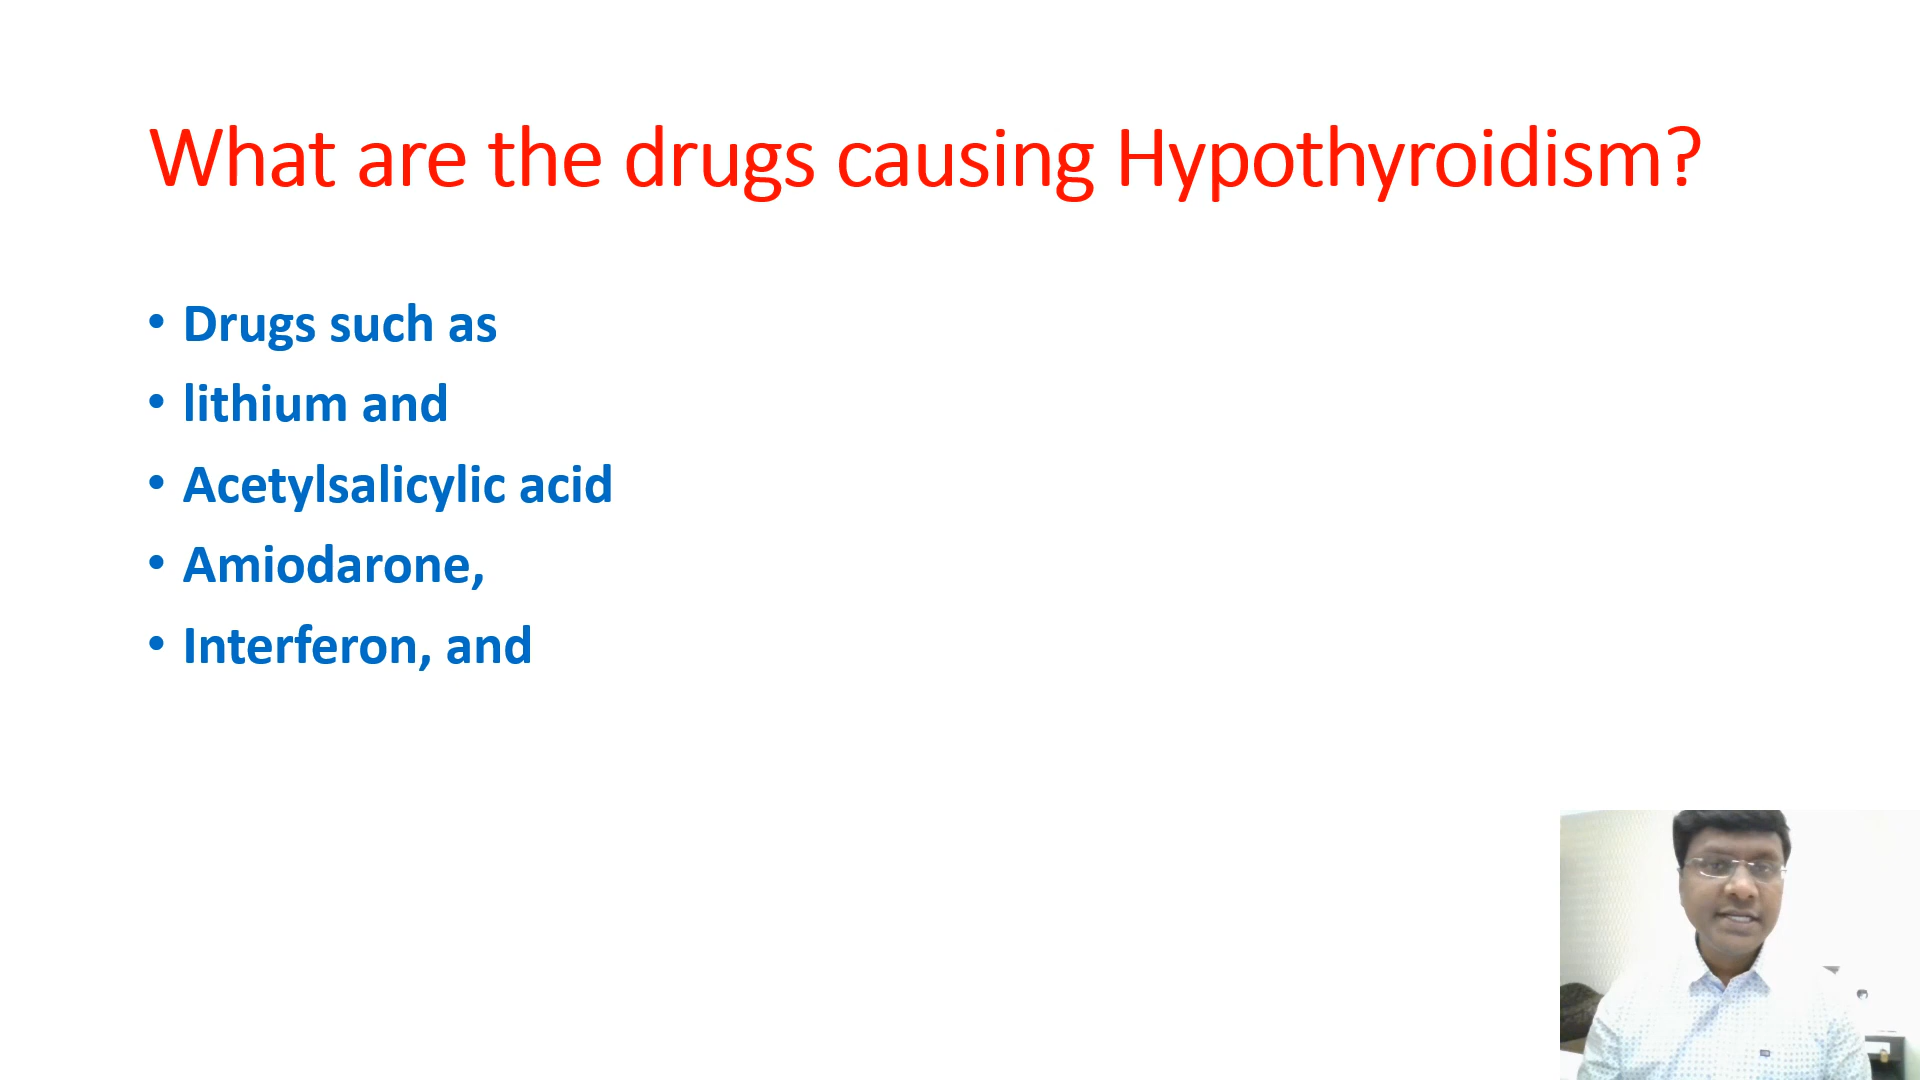 What are the drugs causing Hypothyroidism?
• Drugs such as
• lithium and
• Acetylsalicylic acid
• Amiodarone,
• Interferon, and